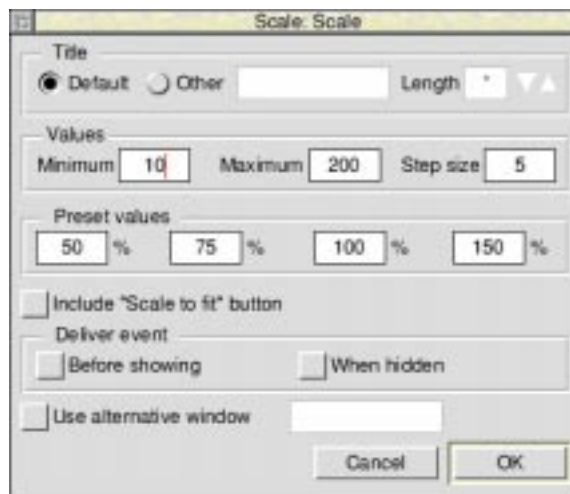 Scale: Scale
Title
Default Other Length *
Values
Minimum 10 Maximum 200 Step size 5
Preset values
50 % 75 % 100 % 150 %
Include "Scale to fit" button
Deliver event
Before showing When hidden
Use alternative window
Cancel OK